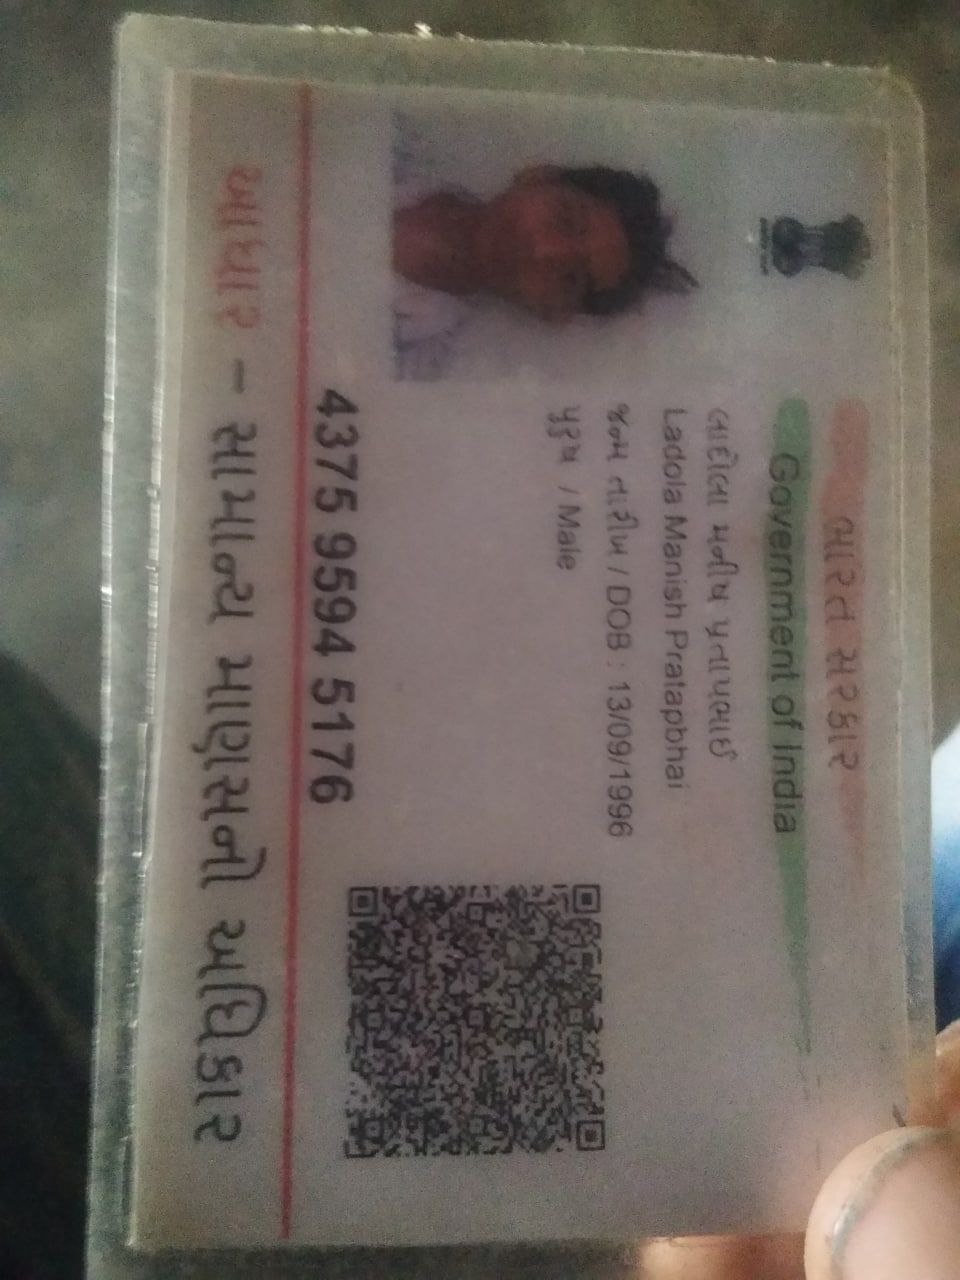 ભારત સરકાર
Government of India
લાદોલા મનીષ પ્રતાપભાઈ
Ladola Manish Pratapbhai
જન્મ તારીખ / DOB : 13/09/1996
પુરુષ / Male
4375 9594 5176
આધાર - સામાન્ય માણસનો અધિકાર